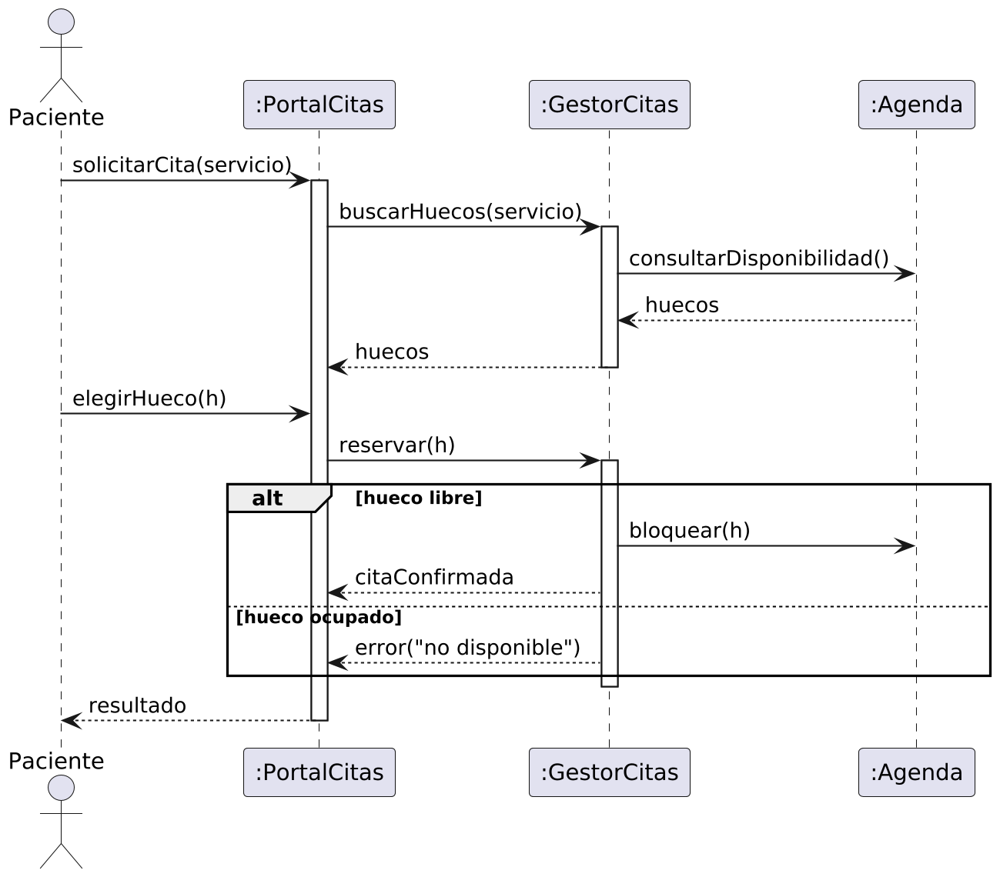 Paciente
:PortalCitas
:GestorCitas
:Agenda
solicitarCita(servicio)
buscarHuecos(servicio)
consultarDisponibilidad()
huecos
huecos
elegirHueco(h)
reservar(h)
alt
[hueco libre]
bloquear(h)
citaConfirmada
[hueco ocupado]
error("no disponible")
resultado
Paciente
:PortalCitas
:GestorCitas
:Agenda